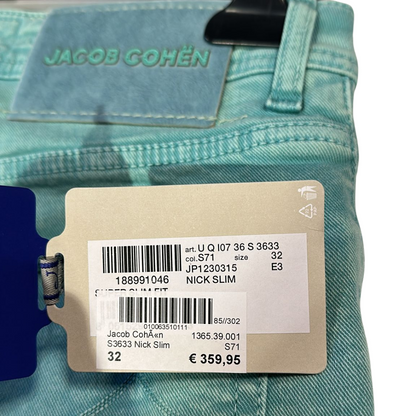 JACOB COHËN
art. U Q I07 36 S 3633
col. S71 size 32
JP1230315 E3
188991046 NICK SLIM
SUPER SLIM FIT
85//302
010063510111
Jacob CohÃ«n 1365.39.001
S3633 Nick Slim S71
32 € 359,95